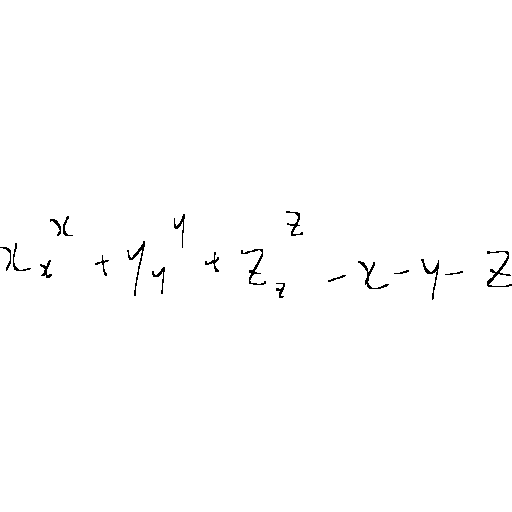 $x_x^x + y_y^y + z_z^z - x - y - z$